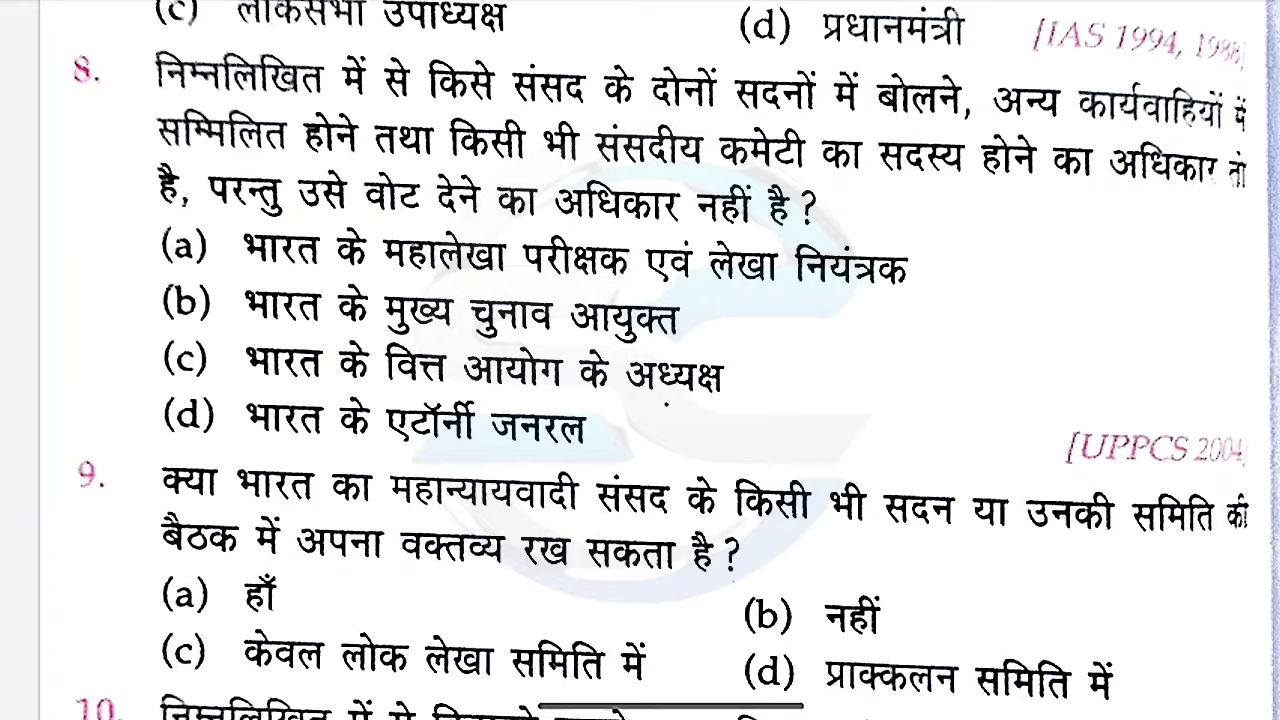 (c) लोकसभा उपाध्यक्ष (d) प्रधानमंत्री [IAS 1994, 1988]
8. निम्नलिखित में से किसे संसद के दोनों सदनों में बोलने, अन्य कार्यवाहियों में
सम्मिलित होने तथा किसी भी संसदीय कमेटी का सदस्य होने का अधिकार तो
है, परन्तु उसे वोट देने का अधिकार नहीं है?
(a) भारत के महालेखा परीक्षक एवं लेखा नियंत्रक
(b) भारत के मुख्य चुनाव आयुक्त
(c) भारत के वित्त आयोग के अध्यक्ष
(d) भारत के एटॉर्नी जनरल
[UPPCS 2004]
9. क्या भारत का महान्यायवादी संसद के किसी भी सदन या उनकी समिति की
बैठक में अपना वक्तव्य रख सकता है?
(a) हाँ (b) नहीं
(c) केवल लोक लेखा समिति में (d) प्राक्कलन समिति में
10. निम्नलिखित में से